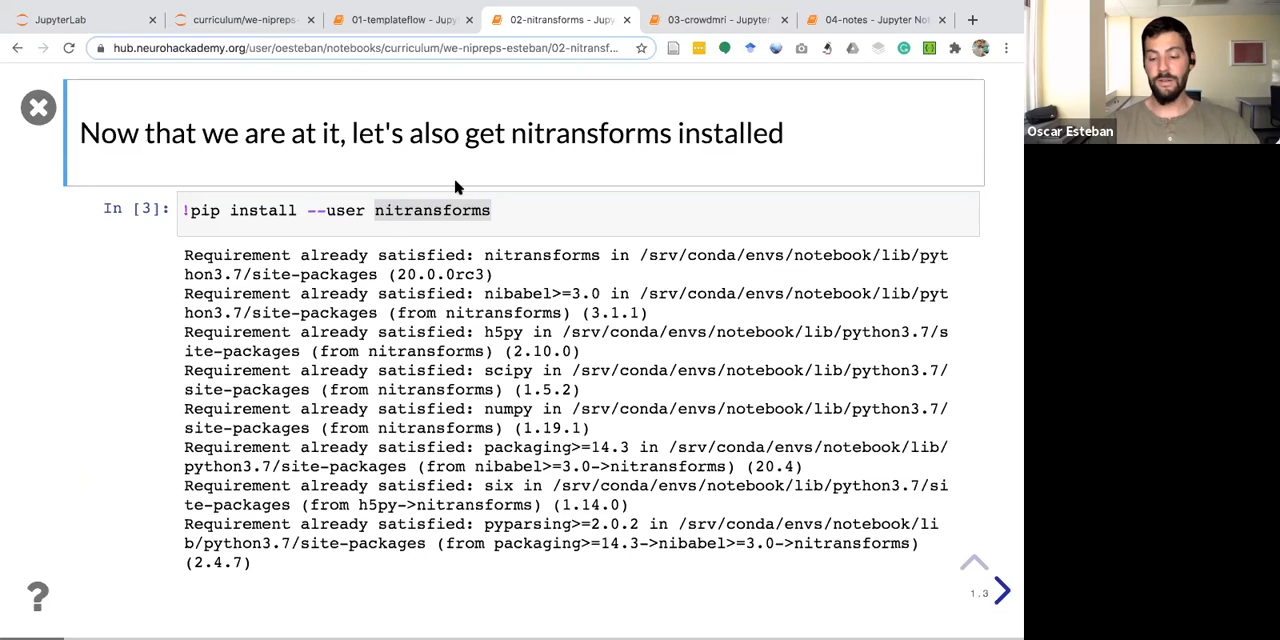 JupyterLab
curriculum/we-nipreps-
01-templateflow - Jupy
02-nitransforms - Jupy
03-crowdmri - Jupyter
04-notes - Jupyter Not
hub.neurohackademy.org/user/oesteban/notebooks/curriculum/we-nipreps-esteban/02-nitransf...
Oscar Esteban
Now that we are at it, let's also get nitransforms installed
In [3]: !pip install --user nitransforms
Requirement already satisfied: nitransforms in /srv/conda/envs/notebook/lib/pyt
hon3.7/site-packages (20.0.0rc3)
Requirement already satisfied: nibabel>=3.0 in /srv/conda/envs/notebook/lib/pyt
hon3.7/site-packages (from nitransforms) (3.1.1)
Requirement already satisfied: h5py in /srv/conda/envs/notebook/lib/python3.7/s
ite-packages (from nitransforms) (2.10.0)
Requirement already satisfied: scipy in /srv/conda/envs/notebook/lib/python3.7/
site-packages (from nitransforms) (1.5.2)
Requirement already satisfied: numpy in /srv/conda/envs/notebook/lib/python3.7/
site-packages (from nitransforms) (1.19.1)
Requirement already satisfied: packaging>=14.3 in /srv/conda/envs/notebook/lib/
python3.7/site-packages (from nibabel>=3.0->nitransforms) (20.4)
Requirement already satisfied: six in /srv/conda/envs/notebook/lib/python3.7/si
te-packages (from h5py->nitransforms) (1.14.0)
Requirement already satisfied: pyparsing>=2.0.2 in /srv/conda/envs/notebook/li
b/python3.7/site-packages (from packaging>=14.3->nibabel>=3.0->nitransforms)
(2.4.7)
?
1.3